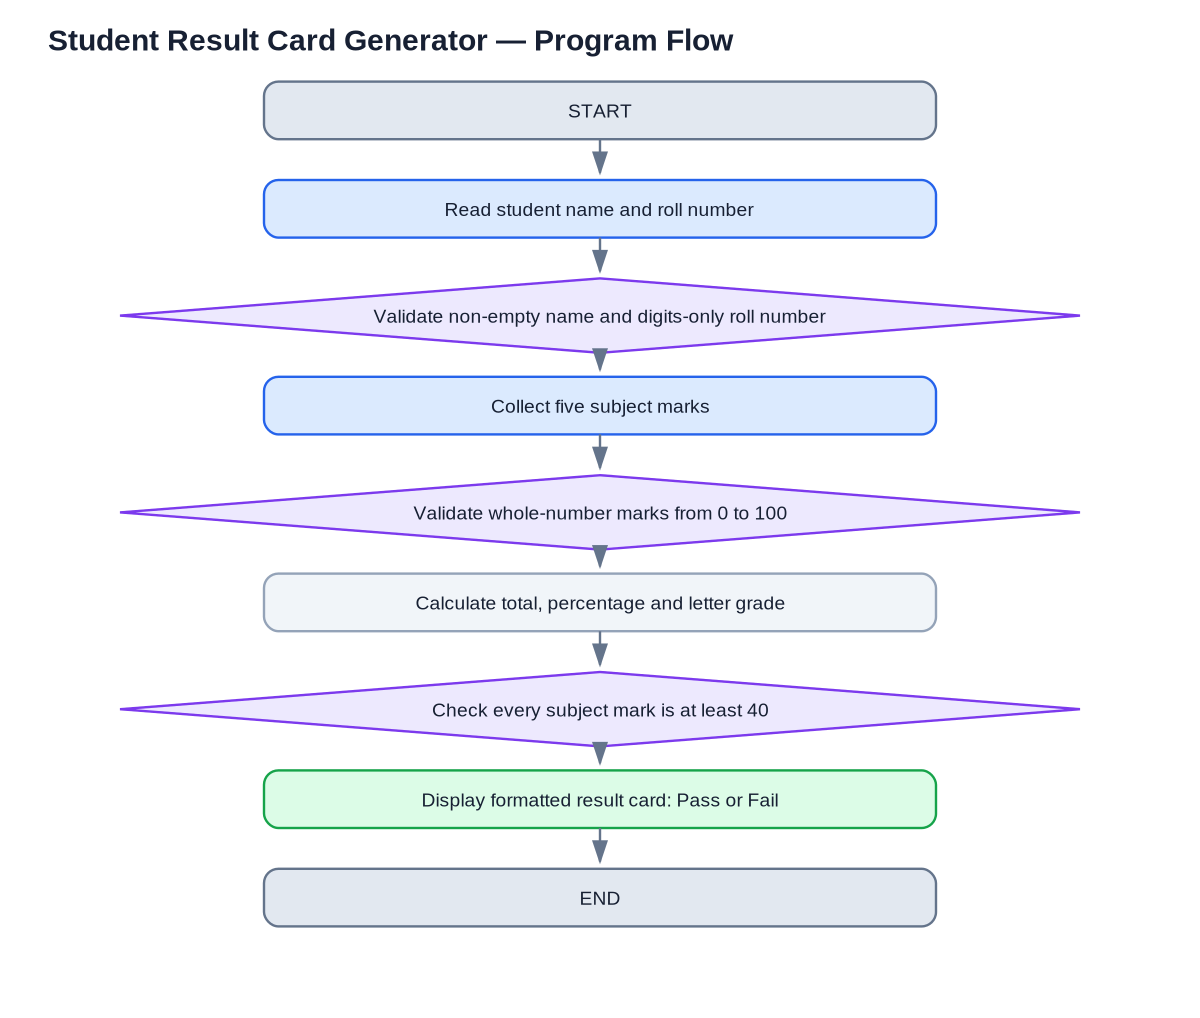 Student Result Card Generator — Program Flow
START
Read student name and roll number
Validate non-empty name and digits-only roll number
Collect five subject marks
Validate whole-number marks from 0 to 100
Calculate total, percentage and letter grade
Check every subject mark is at least 40
Display formatted result card: Pass or Fail
END